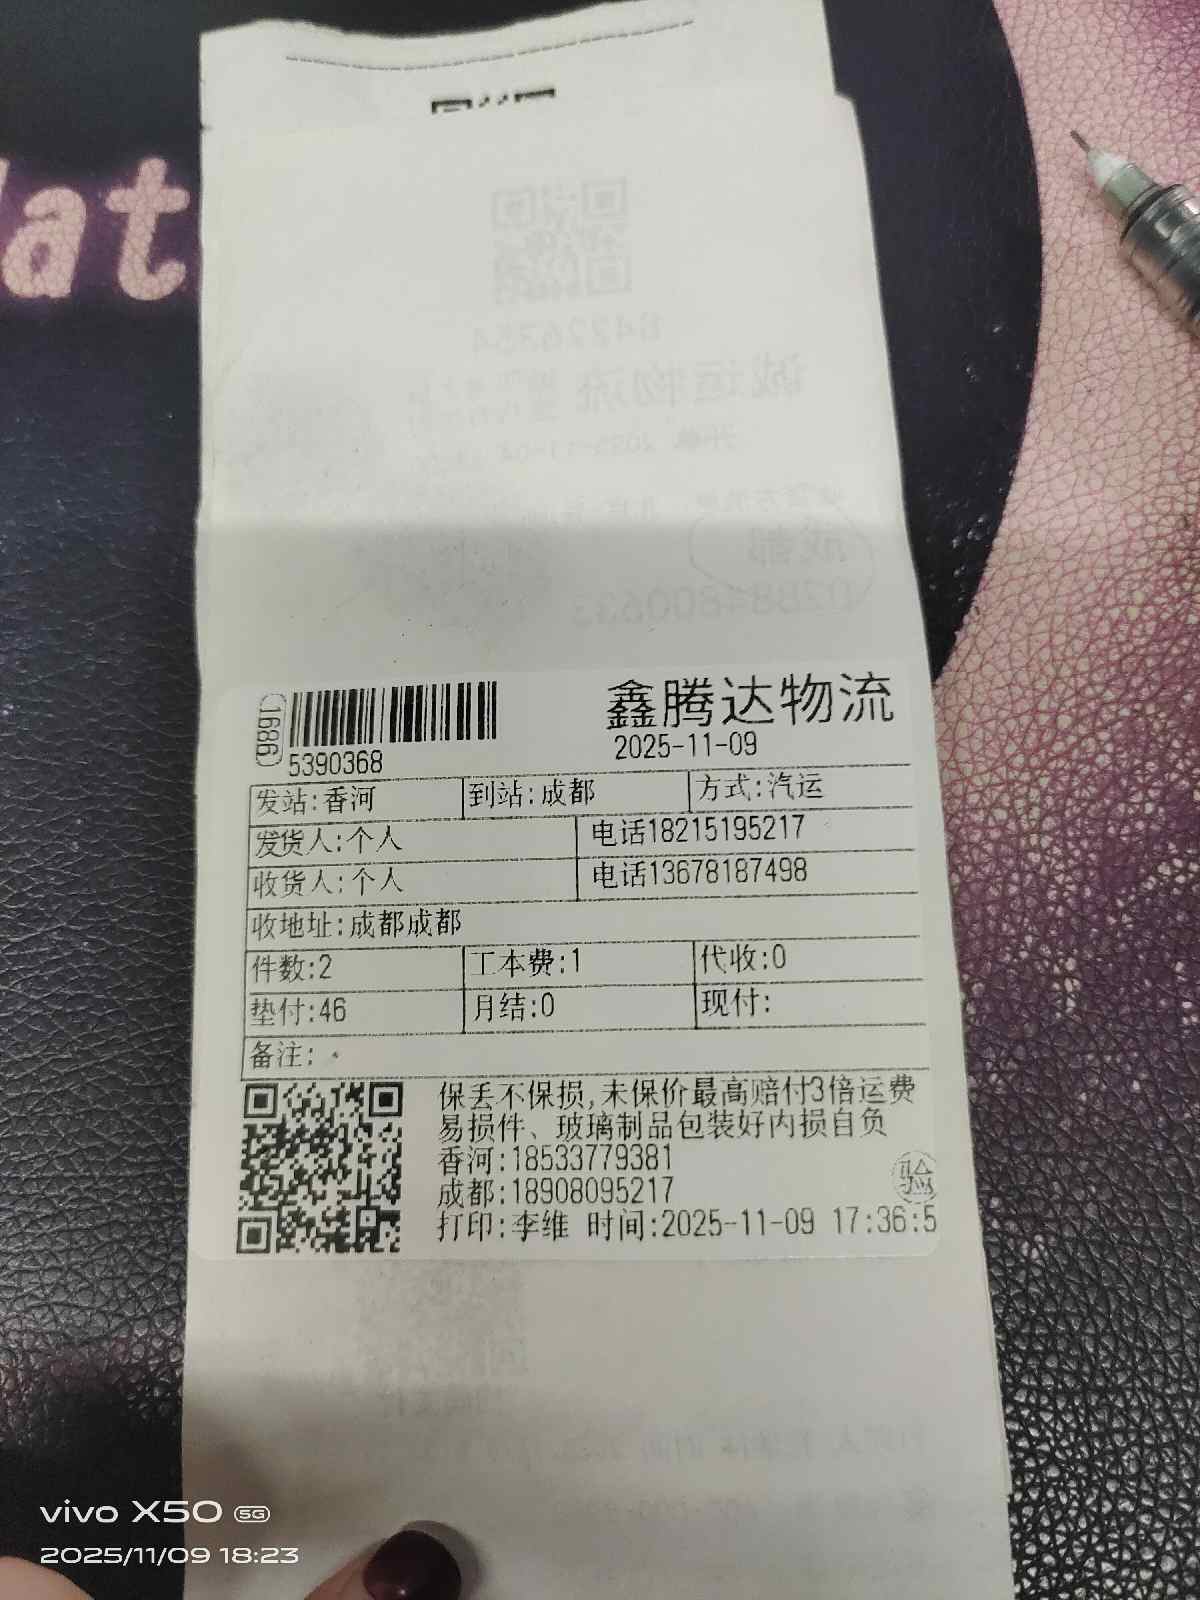 lat
1686
鑫腾达物流
5390368
2025-11-09
发站:香河 到站:成都 方式:汽运
发货人:个人 电话18215195217
收货人:个人 电话13678187498
收地址:成都成都
件数:2 工本费:1 代收:0
垫付:46 月结:0 现付:
备注:
保丢不保损,未保价最高赔付3倍运费
易损件、玻璃制品包装好内损自负
香河:18533779381
成都:18908095217
验
打印:李维 时间:2025-11-09 17:36:5
vivo X50 5G
2025/11/09 18:23